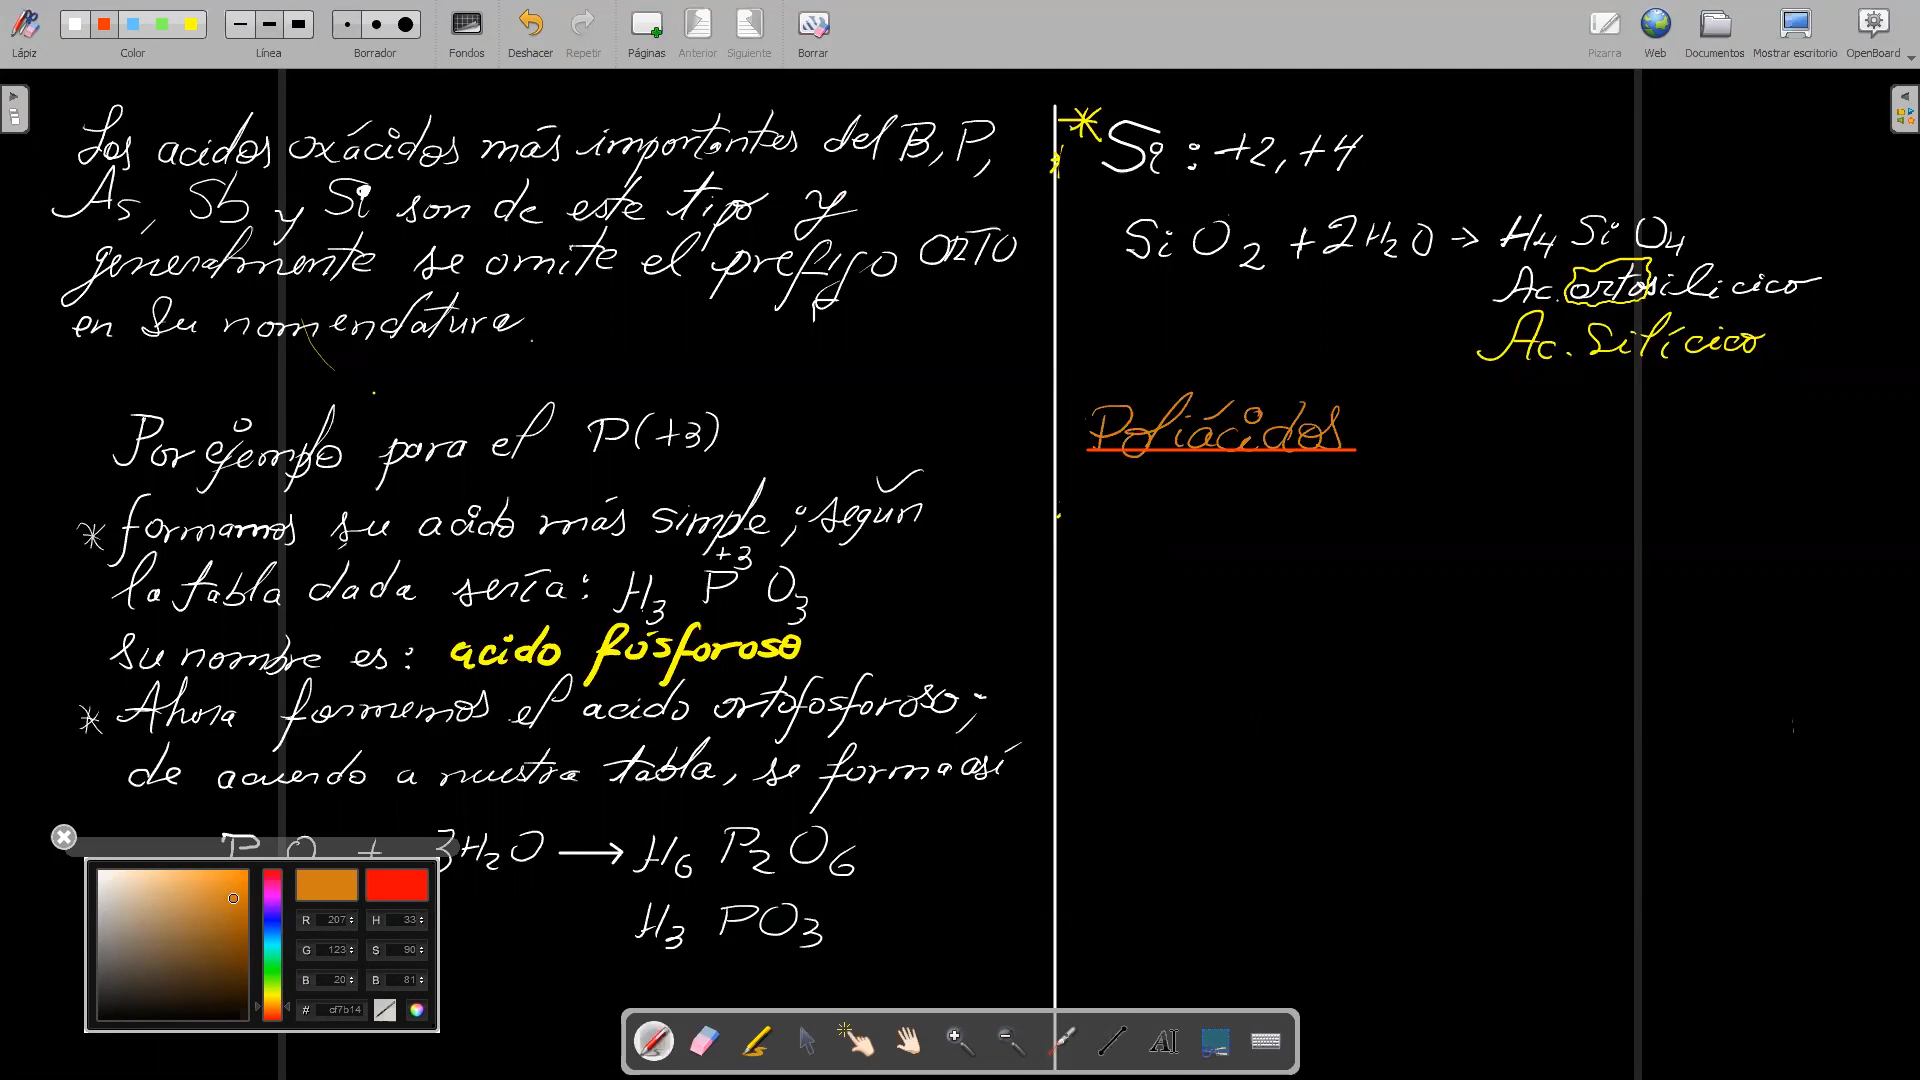 Lápiz
Color
Línea
Borrador
Fondos
Deshacer
Repetir
Páginas
Anterior
Siguiente
Borrar
Pizarra
Web
Documentos
Mostrar escritorio
OpenBoard
Los acidos oxácidos más importantes del B, P,
As, Sb y Si son de este tipo y
generalmente se omite el prefijo ORTO
en su nomenclatura.
Por ejemplo para el P(+3)
* formamos su acido más simple; según
la tabla dada sería: H3 P+3 O3
su nombre es: acido fósforoso
* Ahora formemos el acido ortofosforoso;
de acuerdo a nuestra tabla, se forma así
P O + 3H2O → H6 P2 O6
H3 PO3
* Si : +2, +4
SiO2 + 2H2O → H4 SiO4
Ac. ortosilicico
Ac. Silícico
Poliácidos
R 207 H 33
G 123 S 90
B 20 B 81
# cf7b14